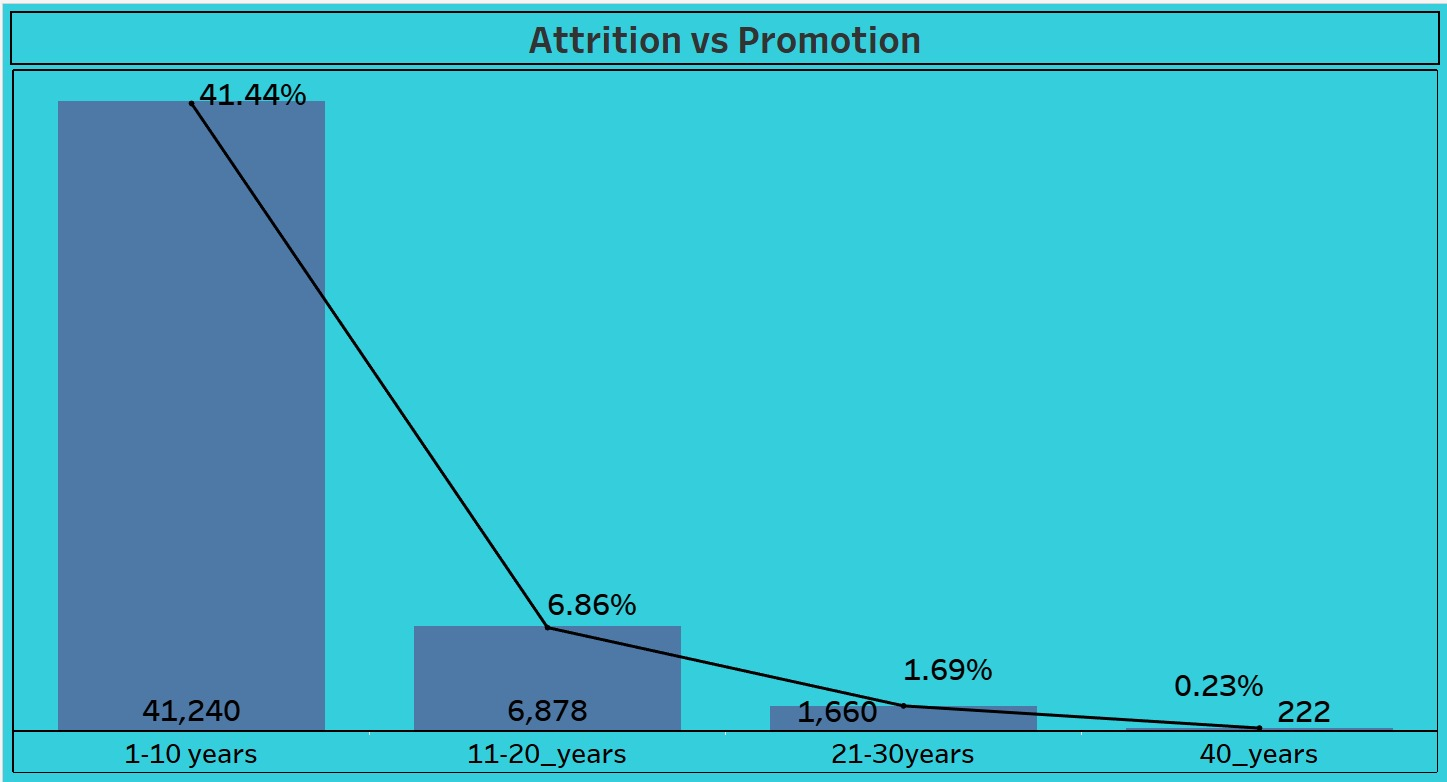 Attrition vs Promotion
41.44%
6.86%
1.69%
0.23%
41,240
6,878
1,660
222
1-10 years
11-20_years
21-30years
40_years